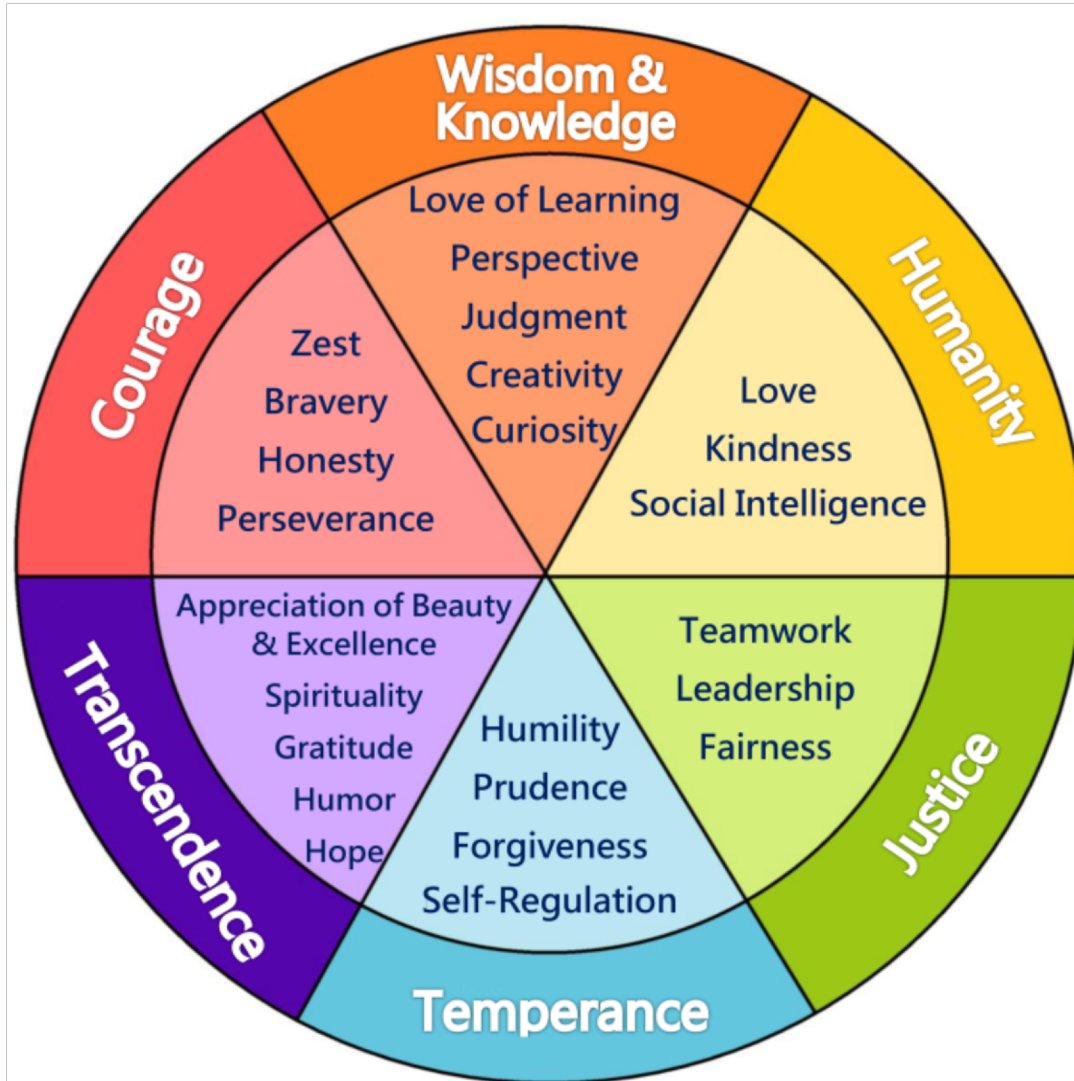 Wisdom &
Knowledge
Love of Learning
Perspective
Judgment
Creativity
Curiosity
Humanity
Love
Kindness
Social Intelligence
Justice
Teamwork
Leadership
Fairness
Temperance
Humility
Prudence
Forgiveness
Self-Regulation
Transcendence
Appreciation of Beauty
& Excellence
Spirituality
Gratitude
Humor
Hope
Courage
Zest
Bravery
Honesty
Perseverance